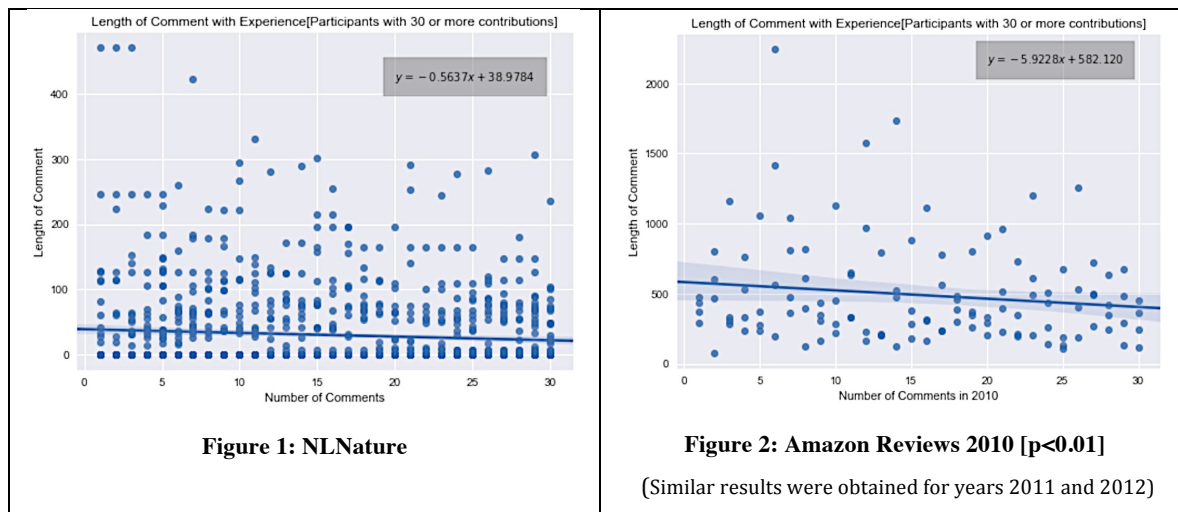 Length of Comment with Experience[Participants with 30 or more contributions]
y = −0.5637x + 38.9784
Length of Comment
400
300
200
100
0
0 5 10 15 20 25 30
Number of Comments
Figure 1: NLNature
Length of Comment with Experience[Participants with 30 or more contributions]
y = −5.9228x + 582.120
Length of Comment
2000
1500
1000
500
0
0 5 10 15 20 25 30
Number of Comments in 2010
Figure 2: Amazon Reviews 2010 [p<0.01]
(Similar results were obtained for years 2011 and 2012)